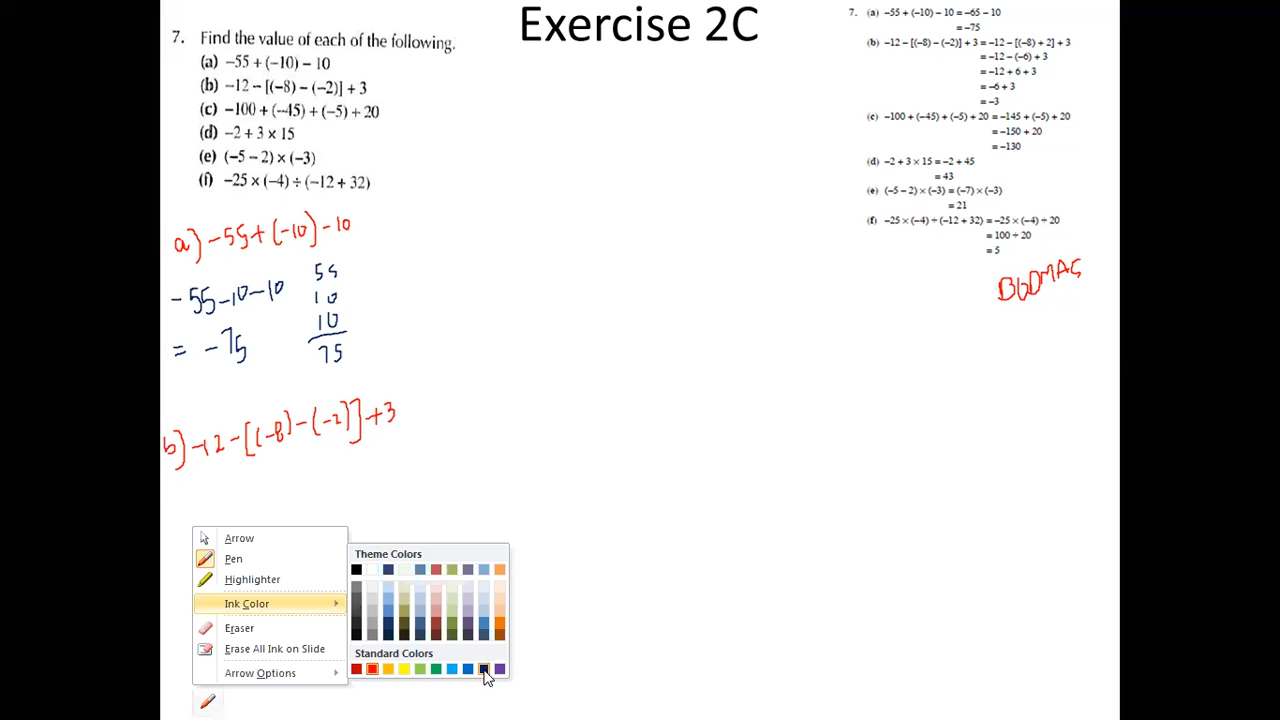 Exercise 2C
7. Find the value of each of the following.
(a) −55 + (−10) − 10
(b) −12 − [(−8) − (−2)] + 3
(c) −100 + (−45) + (−5) + 20
(d) −2 + 3 × 15
(e) (−5 − 2) × (−3)
(f) −25 × (−4) ÷ (−12 + 32)
a) -55+(-10)-10
-55-10-10
= -75
55
10
10
75
b) -12-[(-8)-(-2)]+3
7. (a) −55 + (−10) − 10 = −65 − 10
= −75
(b) −12 − [(−8) − (−2)] + 3 = −12 − [(−8) + 2] + 3
= −12 − (−6) + 3
= −12 + 6 + 3
= −6 + 3
= −3
(c) −100 + (−45) + (−5) + 20 = −145 + (−5) + 20
= −150 + 20
= −130
(d) −2 + 3 × 15 = −2 + 45
= 43
(e) (−5 − 2) × (−3) = (−7) × (−3)
= 21
(f) −25 × (−4) ÷ (−12 + 32) = −25 × (−4) ÷ 20
= 100 ÷ 20
= 5
BODMAS
Arrow
Pen
Highlighter
Ink Color
Eraser
Erase All Ink on Slide
Arrow Options
Theme Colors
Standard Colors